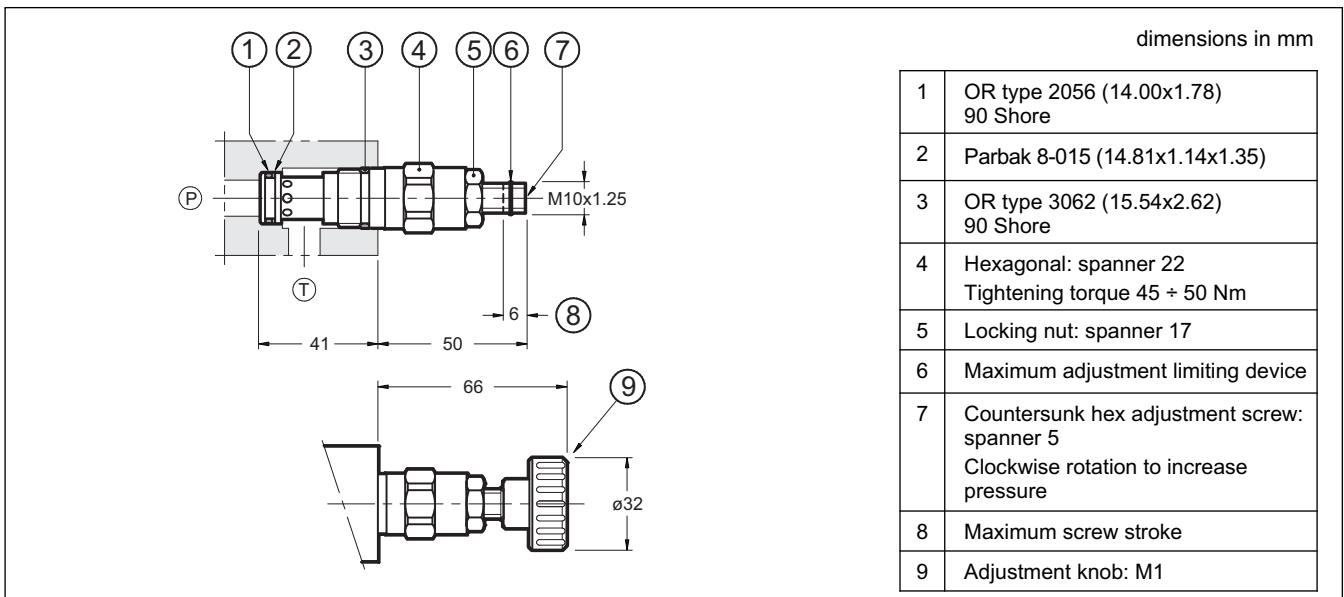 dimensions in mm
1 2 3 4 5 6 7
P
M10x1.25
T
6
8
41 50
66
9
ø32
1 OR type 2056 (14.00x1.78)
90 Shore
2 Parbak 8-015 (14.81x1.14x1.35)
3 OR type 3062 (15.54x2.62)
90 Shore
4 Hexagonal: spanner 22
Tightening torque 45 ÷ 50 Nm
5 Locking nut: spanner 17
6 Maximum adjustment limiting device
7 Countersunk hex adjustment screw:
spanner 5
Clockwise rotation to increase
pressure
8 Maximum screw stroke
9 Adjustment knob: M1